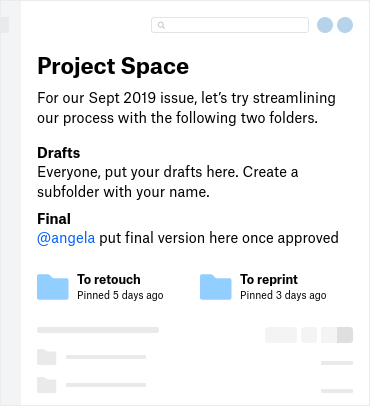 Project Space
For our Sept 2019 issue, let’s try streamlining
our process with the following two folders.
Drafts
Everyone, put your drafts here. Create a
subfolder with your name.
Final
@angela put final version here once approved
To retouch
Pinned 5 days ago
To reprint
Pinned 3 days ago